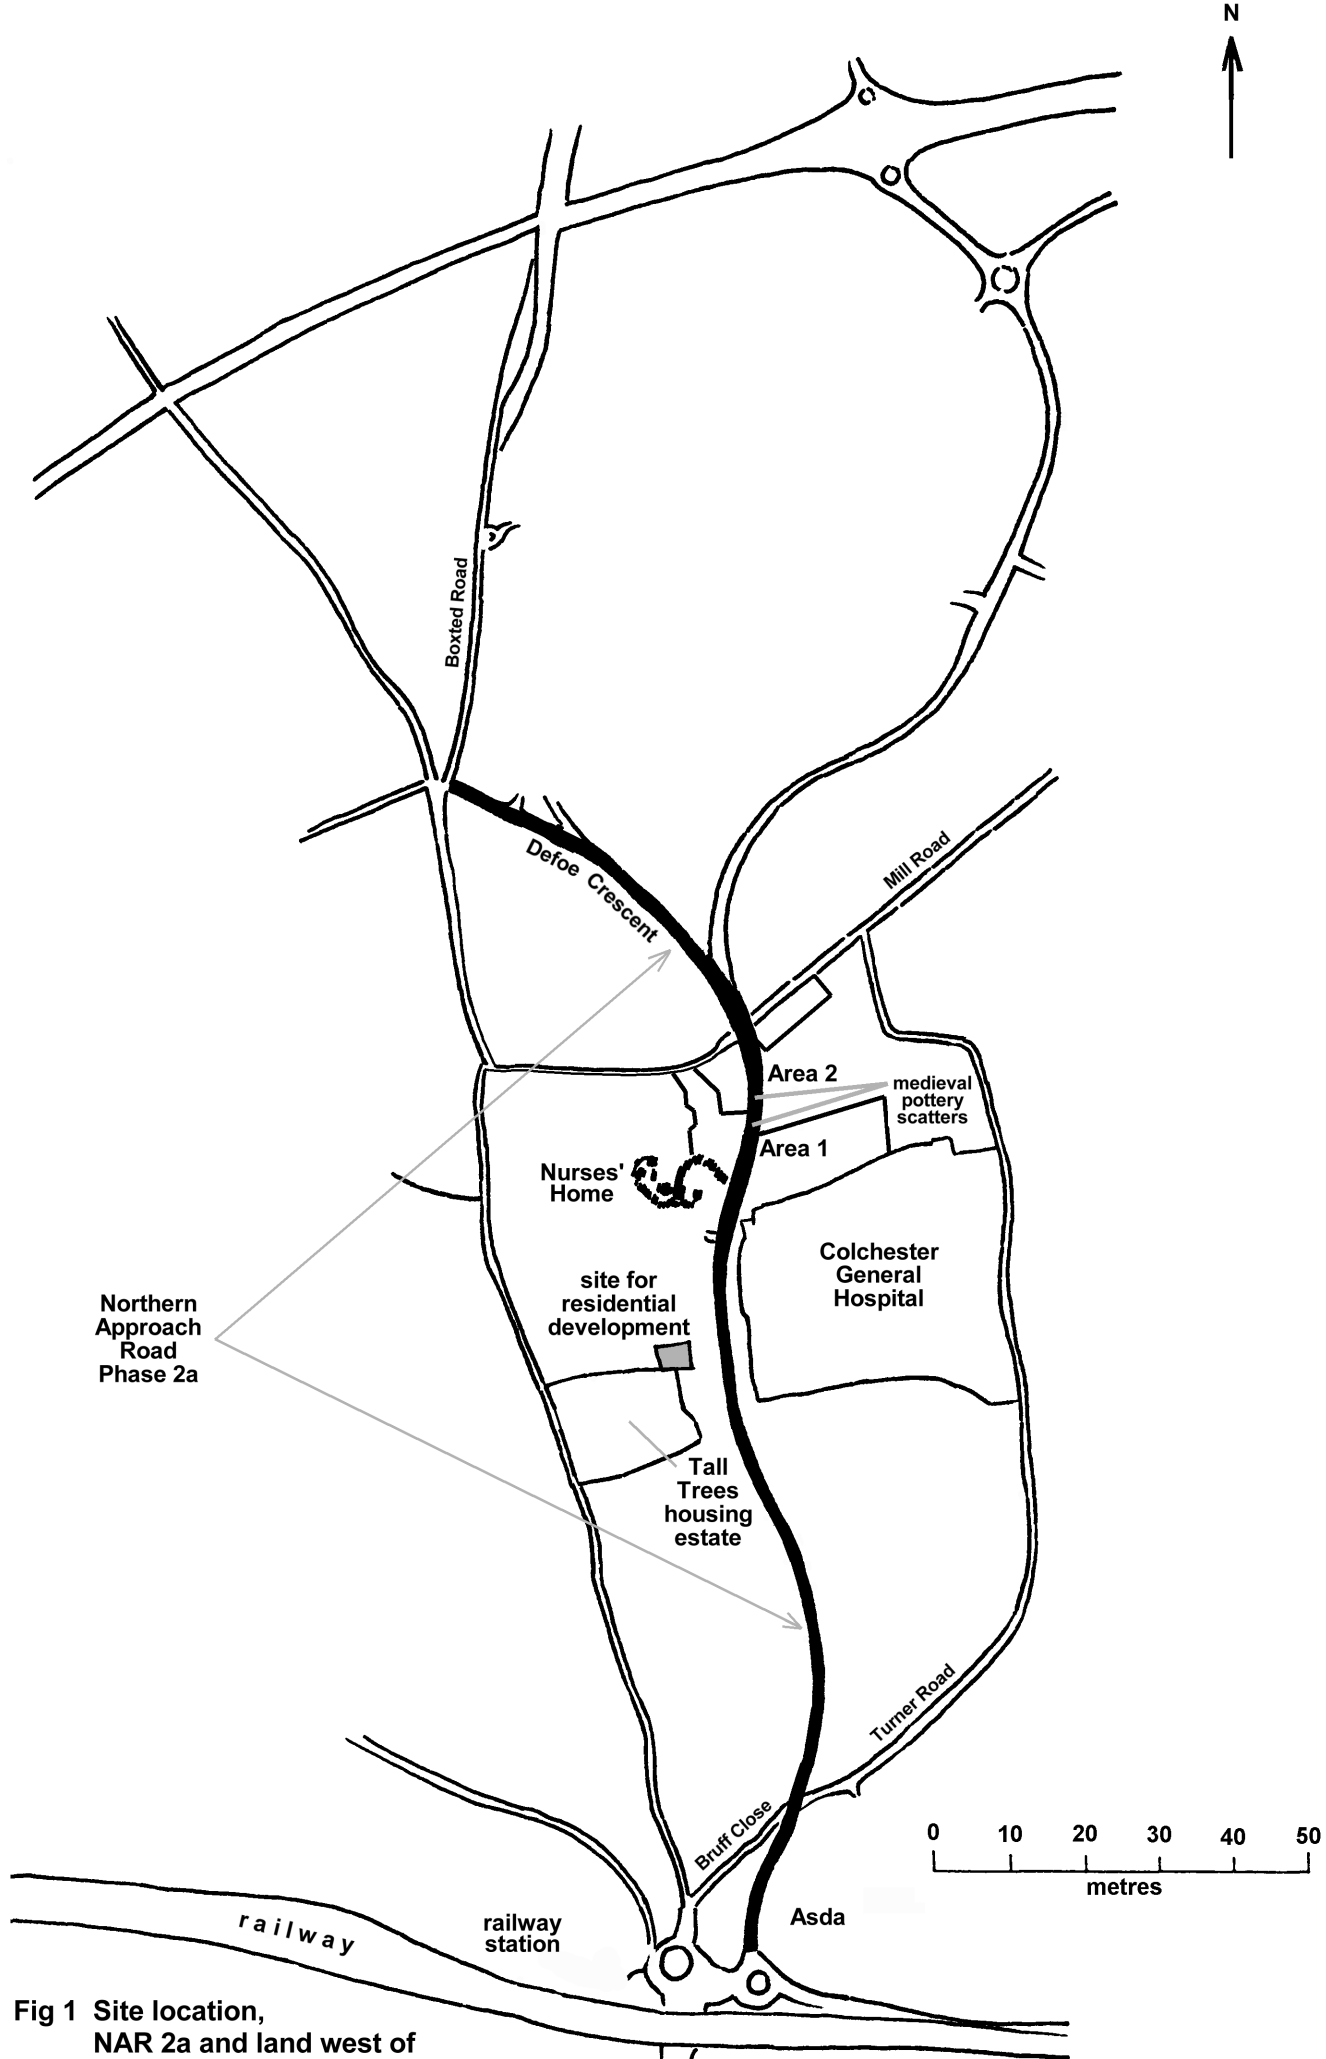 N
Boxted Road
Defoe Crescent
Mill Road
Area 2
medieval
pottery
scatters
Area 1
Nurses'
Home
Colchester
General
Hospital
site for
residential
development
Northern
Approach
Road
Phase 2a
Tall
Trees
housing
estate
Turner Road
Bruff Close
0 10 20 30 40 50
metres
Asda
railway
station
railway
Fig 1 Site location,
NAR 2a and land west of